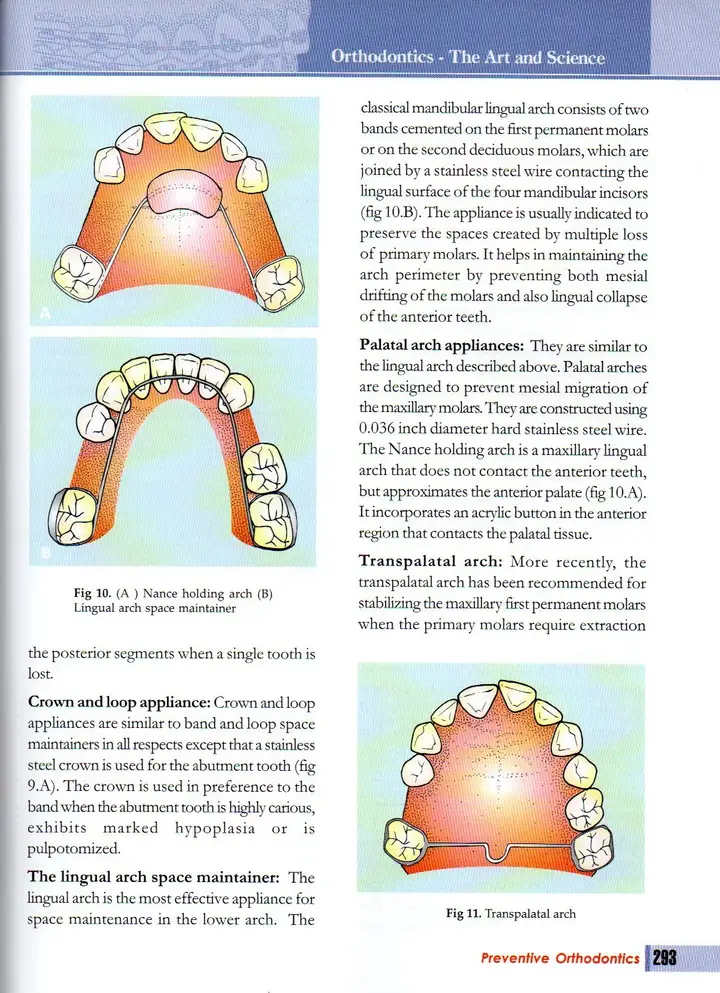 Orthodontics - The Art and Science
A
B
Fig 10. (A ) Nance holding arch (B)
Lingual arch space maintainer
the posterior segments when a single tooth is
lost.
Crown and loop appliance: Crown and loop
appliances are similar to band and loop space
maintainers in all respects except that a stainless
steel crown is used for the abutment tooth (fig
9.A). The crown is used in preference to the
band when the abutment tooth is highly carious,
exhibits marked hypoplasia or is
pulpotomized.
The lingual arch space maintainer: The
lingual arch is the most effective appliance for
space maintenance in the lower arch. The
classical mandibular lingual arch consists of two
bands cemented on the first permanent molars
or on the second deciduous molars, which are
joined by a stainless steel wire contacting the
lingual surface of the four mandibular incisors
(fig 10.B). The appliance is usually indicated to
preserve the spaces created by multiple loss
of primary molars. It helps in maintaining the
arch perimeter by preventing both mesial
drifting of the molars and also lingual collapse
of the anterior teeth.
Palatal arch appliances: They are similar to
the lingual arch described above. Palatal arches
are designed to prevent mesial migration of
the maxillary molars. They are constructed using
0.036 inch diameter hard stainless steel wire.
The Nance holding arch is a maxillary lingual
arch that does not contact the anterior teeth,
but approximates the anterior palate (fig 10.A).
It incorporates an acrylic button in the anterior
region that contacts the palatal tissue.
Transpalatal arch: More recently, the
transpalatal arch has been recommended for
stabilizing the maxillary first permanent molars
when the primary molars require extraction
Fig 11. Transpalatal arch
Preventive Orthodontics 293